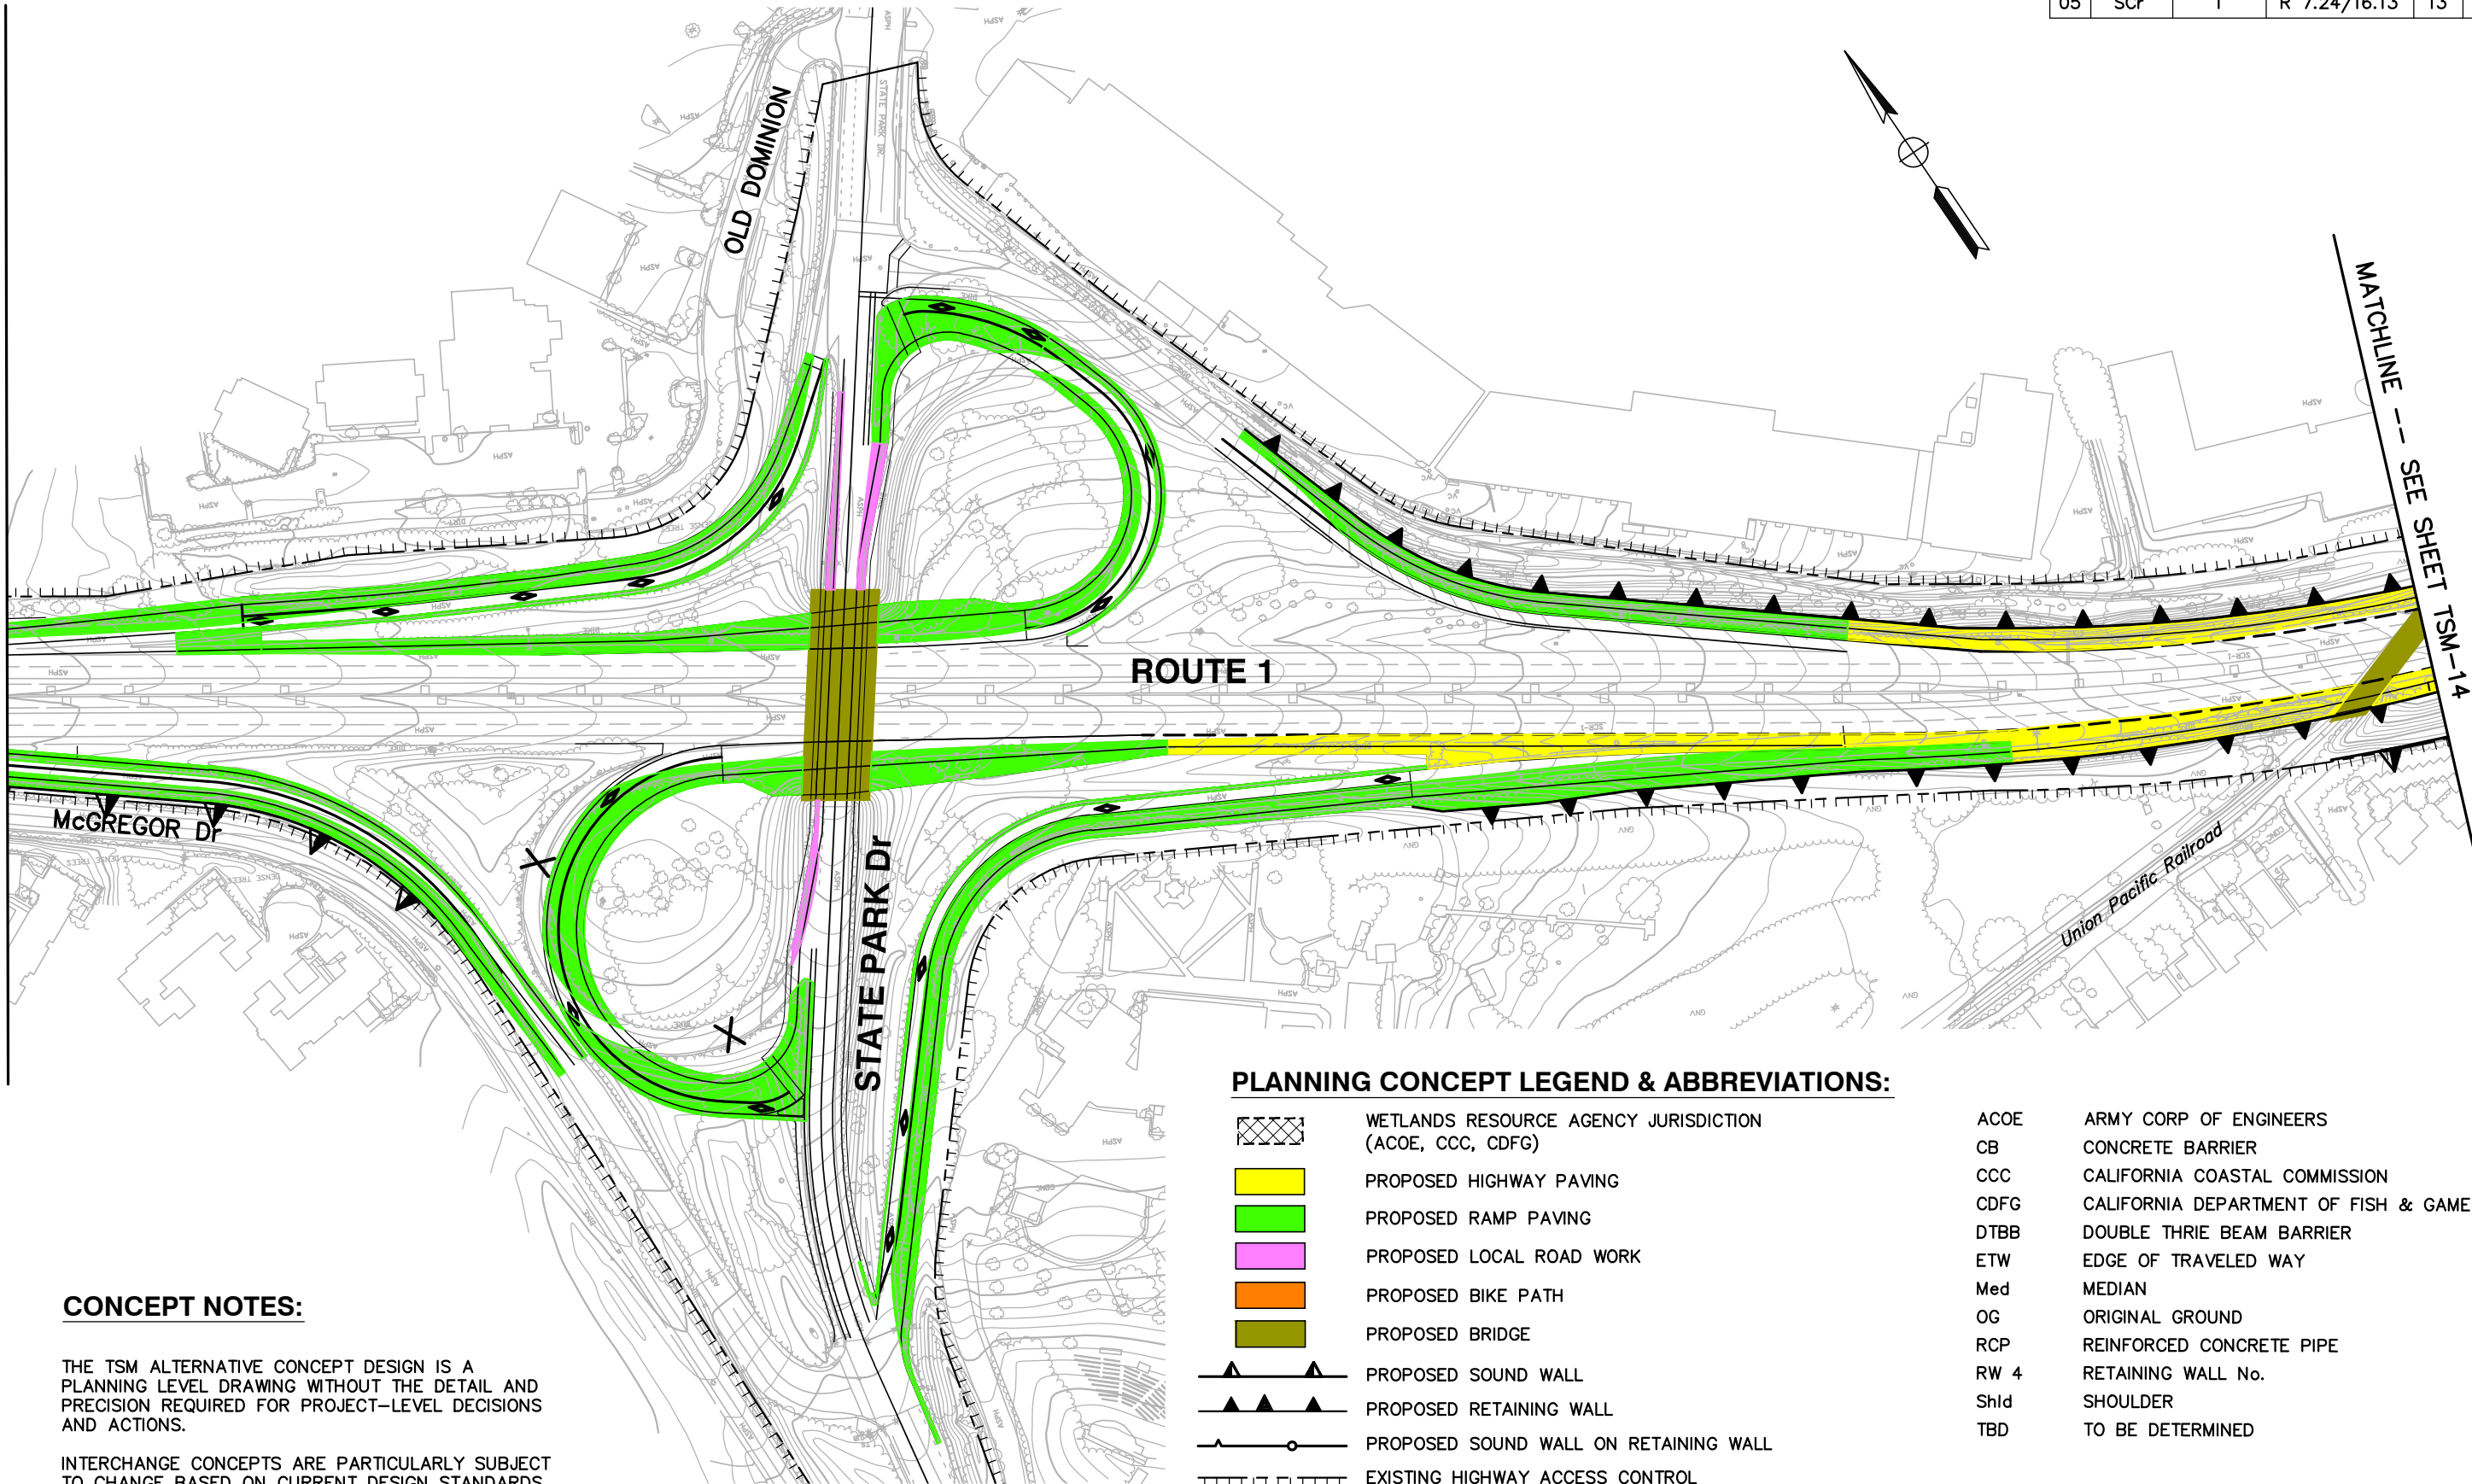 05 SCr 1 R 7.24/16.13 13
OLD DOMINION
STATE PARK DR.
MATCHLINE -- SEE SHEET TSM-14
ROUTE 1
McGREGOR Dr
STATE PARK Dr
Union Pacific Railroad
PLANNING CONCEPT LEGEND & ABBREVIATIONS:
WETLANDS RESOURCE AGENCY JURISDICTION
(ACOE, CCC, CDFG)
PROPOSED HIGHWAY PAVING
PROPOSED RAMP PAVING
PROPOSED LOCAL ROAD WORK
PROPOSED BIKE PATH
PROPOSED BRIDGE
PROPOSED SOUND WALL
PROPOSED RETAINING WALL
PROPOSED SOUND WALL ON RETAINING WALL
EXISTING HIGHWAY ACCESS CONTROL
ACOE ARMY CORP OF ENGINEERS
CB CONCRETE BARRIER
CCC CALIFORNIA COASTAL COMMISSION
CDFG CALIFORNIA DEPARTMENT OF FISH & GAME
DTBB DOUBLE THRIE BEAM BARRIER
ETW EDGE OF TRAVELED WAY
Med MEDIAN
OG ORIGINAL GROUND
RCP REINFORCED CONCRETE PIPE
RW 4 RETAINING WALL No.
Shld SHOULDER
TBD TO BE DETERMINED
CONCEPT NOTES:
THE TSM ALTERNATIVE CONCEPT DESIGN IS A
PLANNING LEVEL DRAWING WITHOUT THE DETAIL AND
PRECISION REQUIRED FOR PROJECT-LEVEL DECISIONS
AND ACTIONS.
INTERCHANGE CONCEPTS ARE PARTICULARLY SUBJECT
TO CHANGE BASED ON CURRENT DESIGN STANDARDS